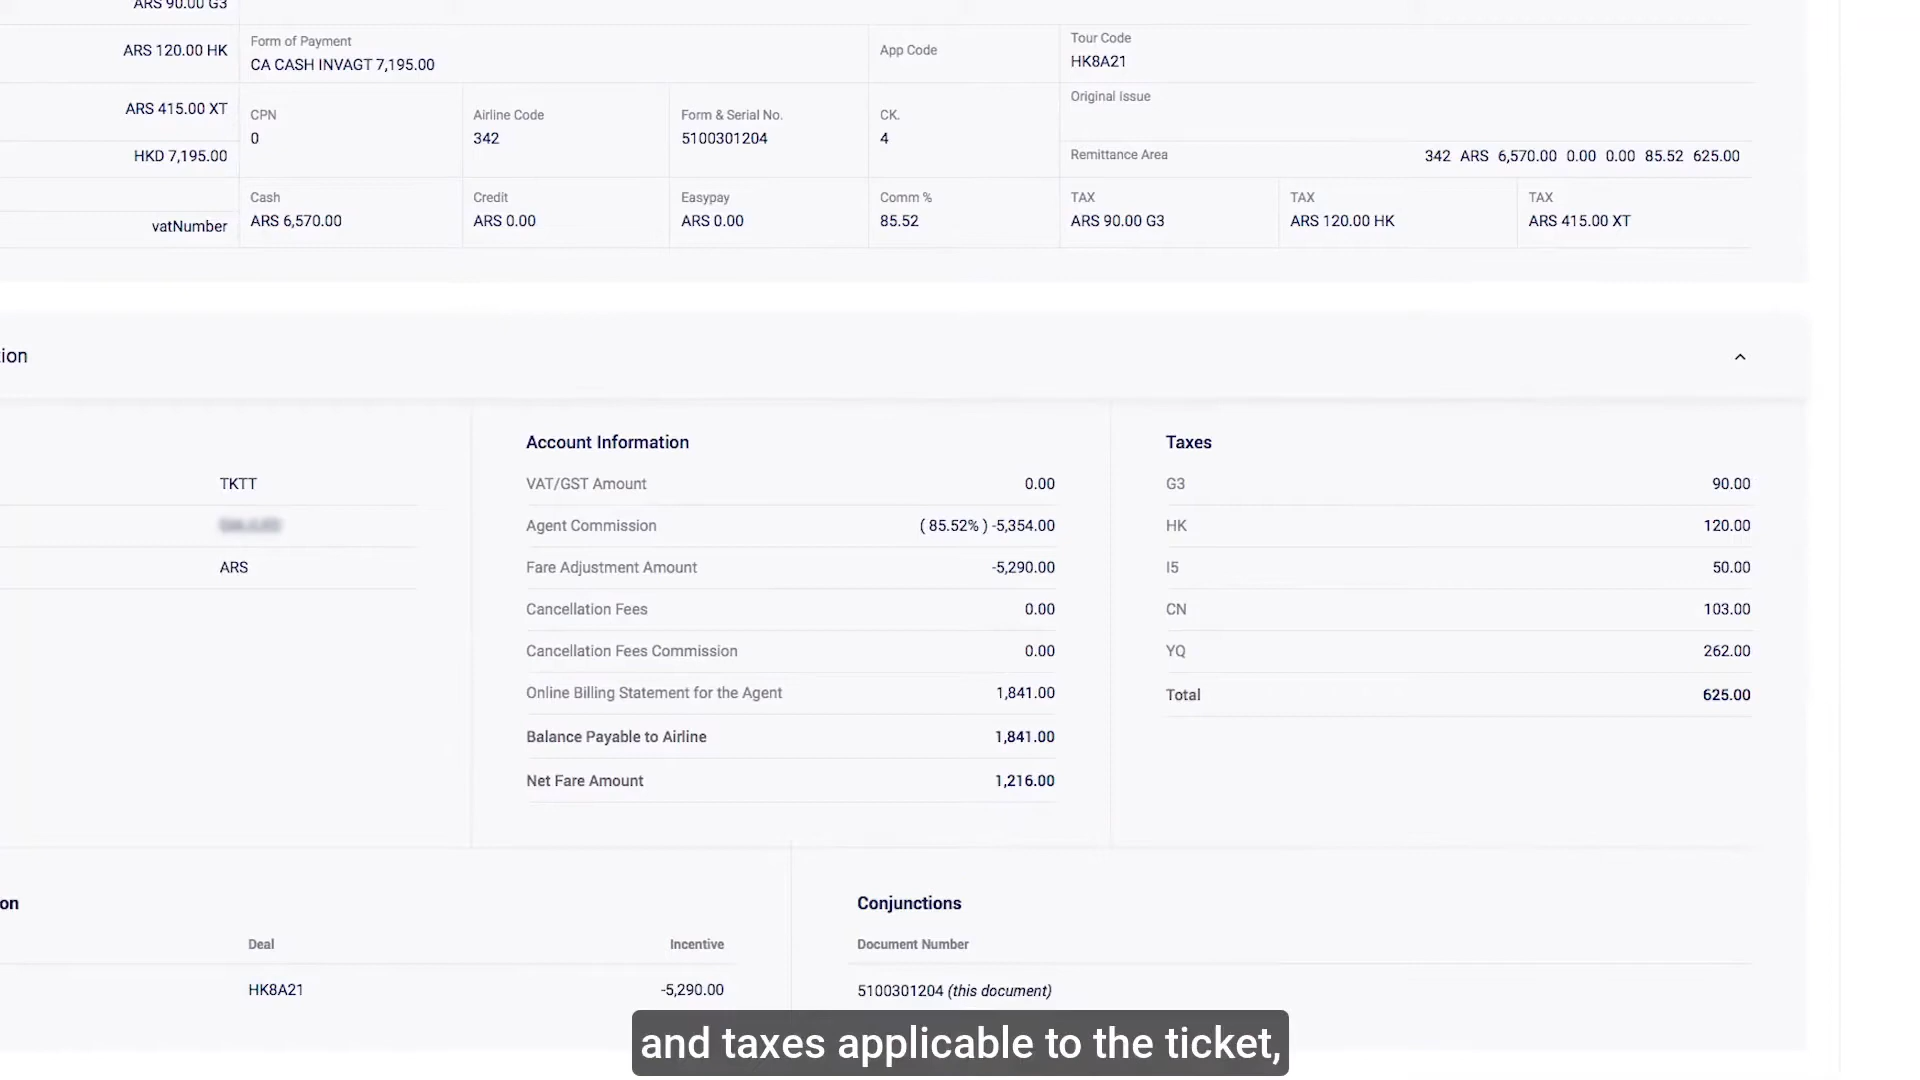 ARS 90.00 G3
ARS 120.00 HK
Form of Payment
CA CASH INVAGT 7,195.00
App Code
Tour Code
HK8A21
ARS 415.00 XT
CPN
0
Airline Code
342
Form & Serial No.
5100301204
CK.
4
Original Issue
HKD 7,195.00
Remittance Area
342 ARS 6,570.00 0.00 0.00 85.52 625.00
vatNumber
Cash
ARS 6,570.00
Credit
ARS 0.00
Easypay
ARS 0.00
Comm %
85.52
TAX
ARS 90.00 G3
TAX
ARS 120.00 HK
TAX
ARS 415.00 XT
ion
TKTT
ARS
Account Information
VAT/GST Amount 0.00
Agent Commission ( 85.52% ) -5,354.00
Fare Adjustment Amount -5,290.00
Cancellation Fees 0.00
Cancellation Fees Commission 0.00
Online Billing Statement for the Agent 1,841.00
Balance Payable to Airline 1,841.00
Net Fare Amount 1,216.00
Taxes
G3 90.00
HK 120.00
I5 50.00
CN 103.00
YQ 262.00
Total 625.00
on
Deal Incentive
HK8A21 -5,290.00
Conjunctions
Document Number
5100301204 (this document)
and taxes applicable to the ticket,